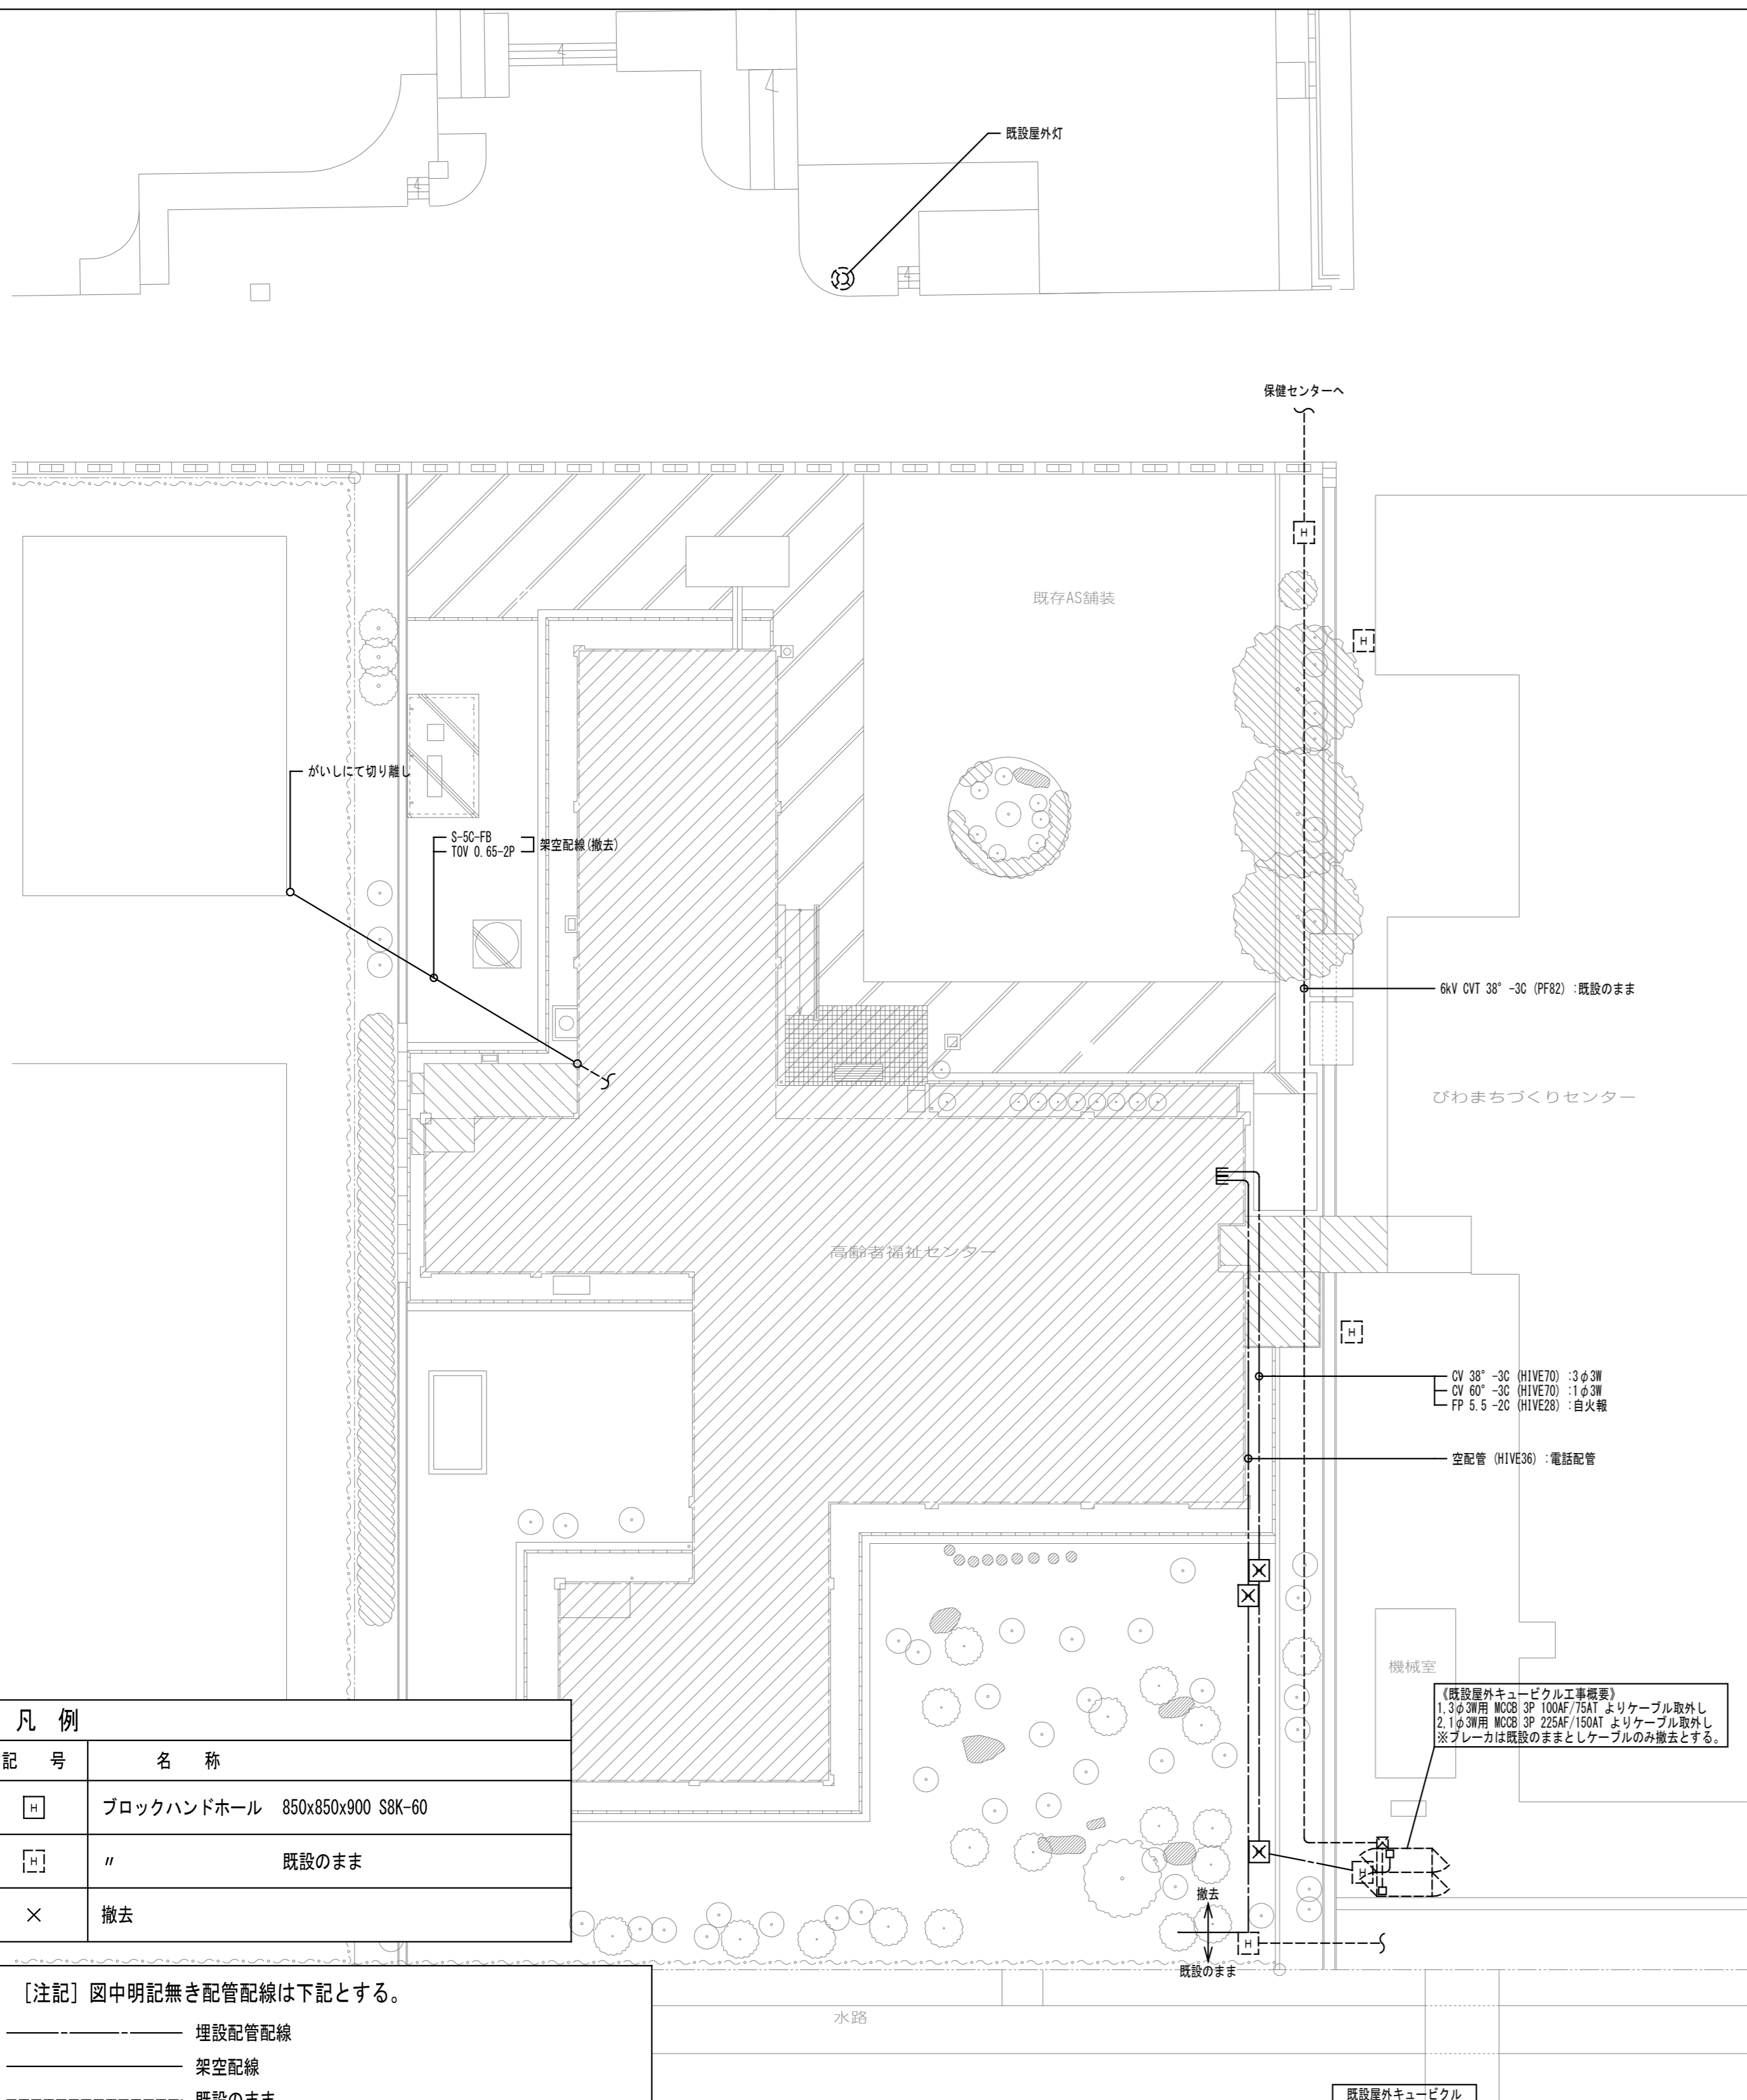 既設屋外灯
保健センターへ
H
既存AS舗装
H
がいしにて切り離し
S-5C-FB
TOV 0.65-2P
架空配線(撤去)
6kV CVT 38° -3C (PF82) :既設のまま
びわまちづくりセンター
高齢者福祉センター
H
CV 38° -3C (HIVE70) :3φ3W
CV 60° -3C (HIVE70) :1φ3W
FP 5.5 -2C (HIVE28) :自火報
空配管 (HIVE36) :電話配管
機械室
《既設屋外キュービクル工事概要》
1,3φ3W用 MCCB 3P 100AF/75AT よりケーブル取外し
2,1φ3W用 MCCB 3P 225AF/150AT よりケーブル取外し
※ブレーカは既設のままとしケーブルのみ撤去とする。
H
撤去
H
既設のまま
凡 例
記 号 名 称
H ブロックハンドホール 850x850x900 S8K-60
H 〃 既設のまま
× 撤去
[注記] 図中明記無き配管配線は下記とする。
埋設配管配線
架空配線
既設のまま
水路
既設屋外キュービクル